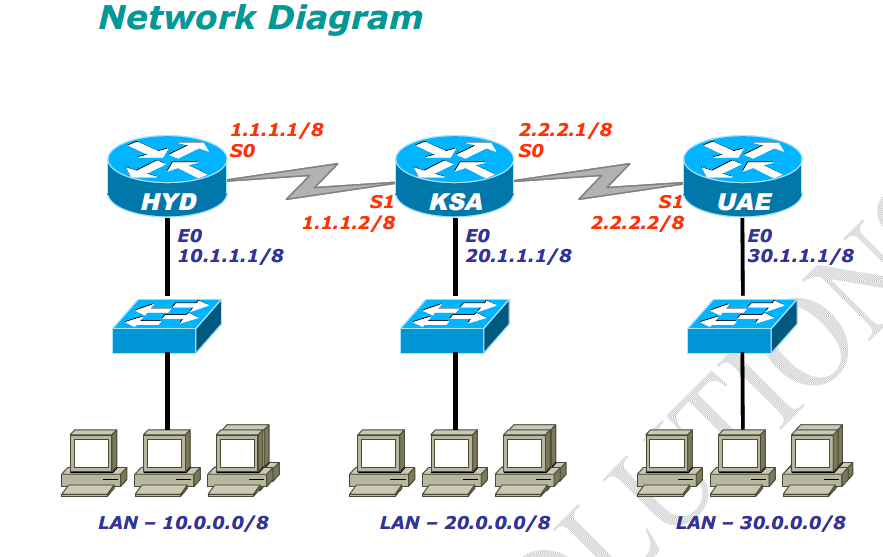 Network Diagram
1.1.1.1/8
S0
2.2.2.1/8
S0
HYD
KSA
UAE
S1
1.1.1.2/8
S1
2.2.2.2/8
E0
10.1.1.1/8
E0
20.1.1.1/8
E0
30.1.1.1/8
LAN – 10.0.0.0/8
LAN – 20.0.0.0/8
LAN – 30.0.0.0/8